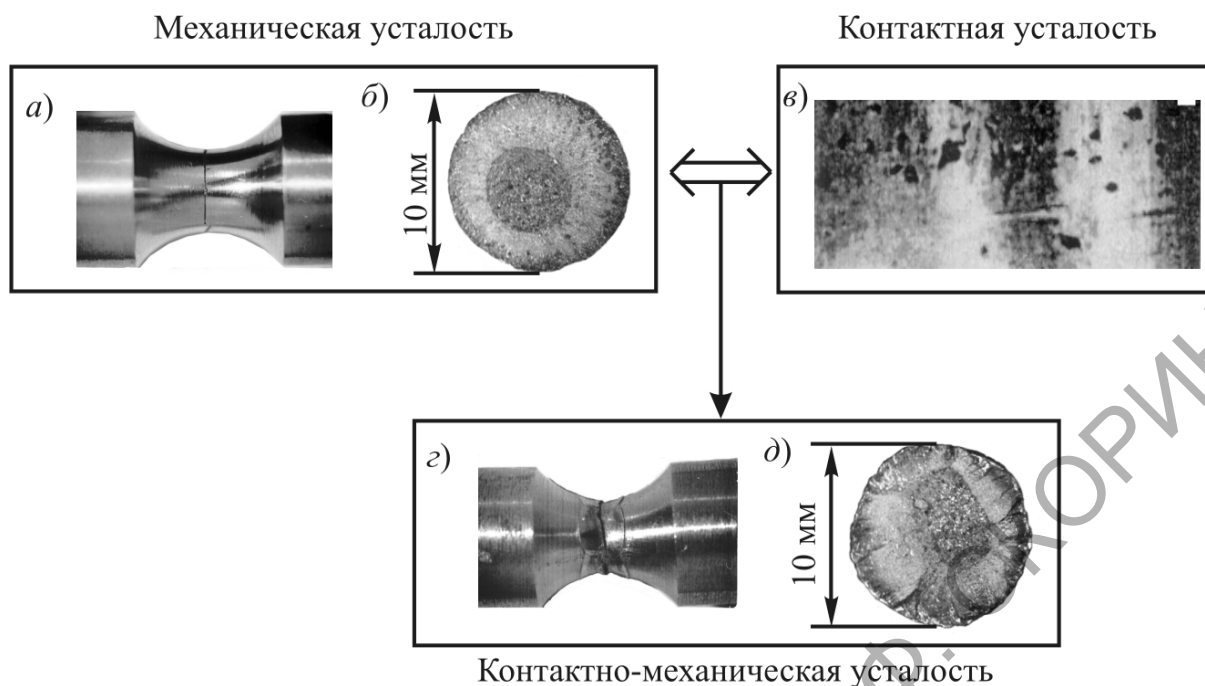 Механическая усталость
Контактная усталость
а)
б)
в)
10 мм
г)
д)
10 мм
Контактно-механическая усталость